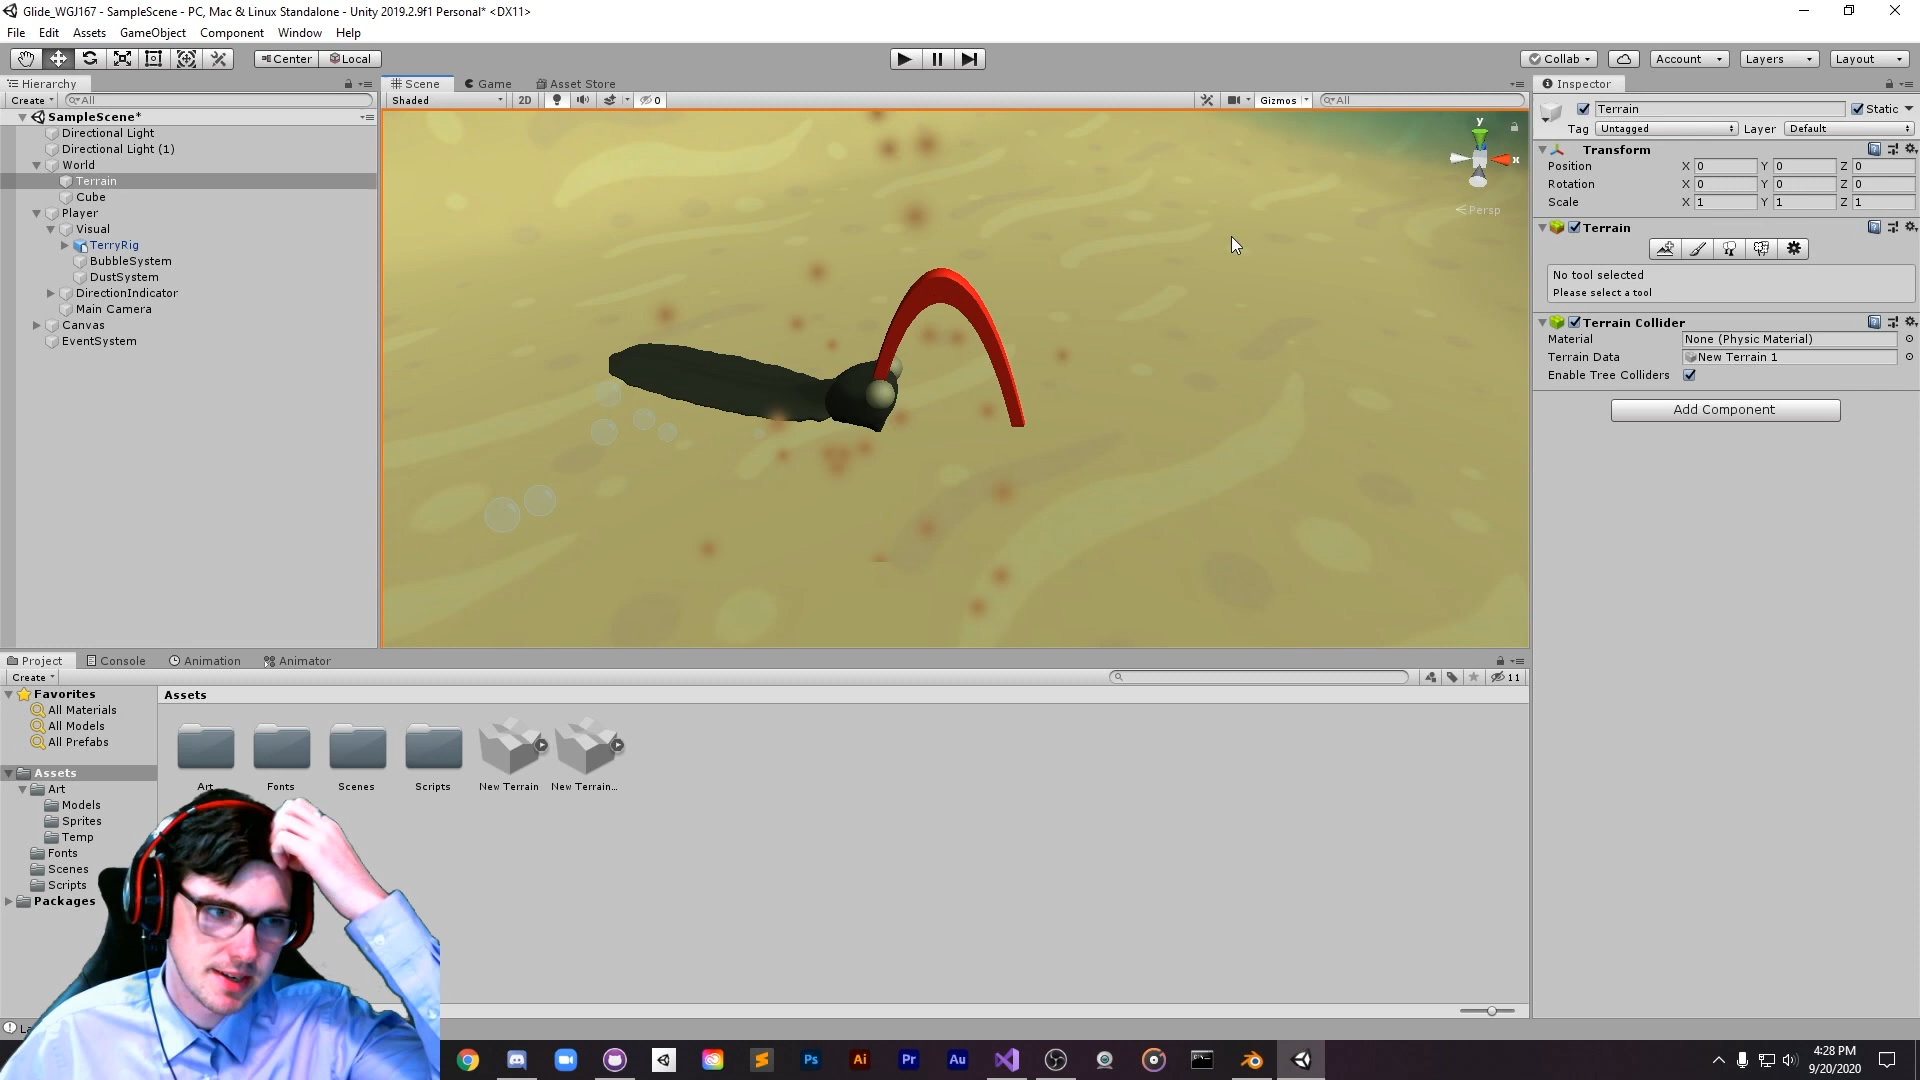 Glide_WGJ167 - SampleScene - PC, Mac & Linux Standalone - Unity 2019.2.9f1 Personal* <DX11>
File Edit Assets GameObject Component Window Help
Center Local
Collab Account Layers Layout
Hierarchy
Create All
SampleScene*
Directional Light
Directional Light (1)
World
Terrain
Cube
Player
Visual
TerryRig
BubbleSystem
DustSystem
DirectionIndicator
Main Camera
Canvas
EventSystem
Scene Game Asset Store
Shaded 2D 0 Gizmos All
y
x
Persp
Inspector
Terrain Static
Tag Untagged Layer Default
Transform
Position X 0 Y 0 Z 0
Rotation X 0 Y 0 Z 0
Scale X 1 Y 1 Z 1
Terrain
No tool selected
Please select a tool
Terrain Collider
Material None (Physic Material)
Terrain Data New Terrain 1
Enable Tree Colliders
Add Component
Project Console Animation Animator
Create 11
Favorites
All Materials
All Models
All Prefabs
Assets
Art
Models
Sprites
Temp
Fonts
Scenes
Scripts
Packages
Assets
Art Fonts Scenes Scripts New Terrain New Terrain...
Ps Ai Pr Au
4:28 PM
9/20/2020